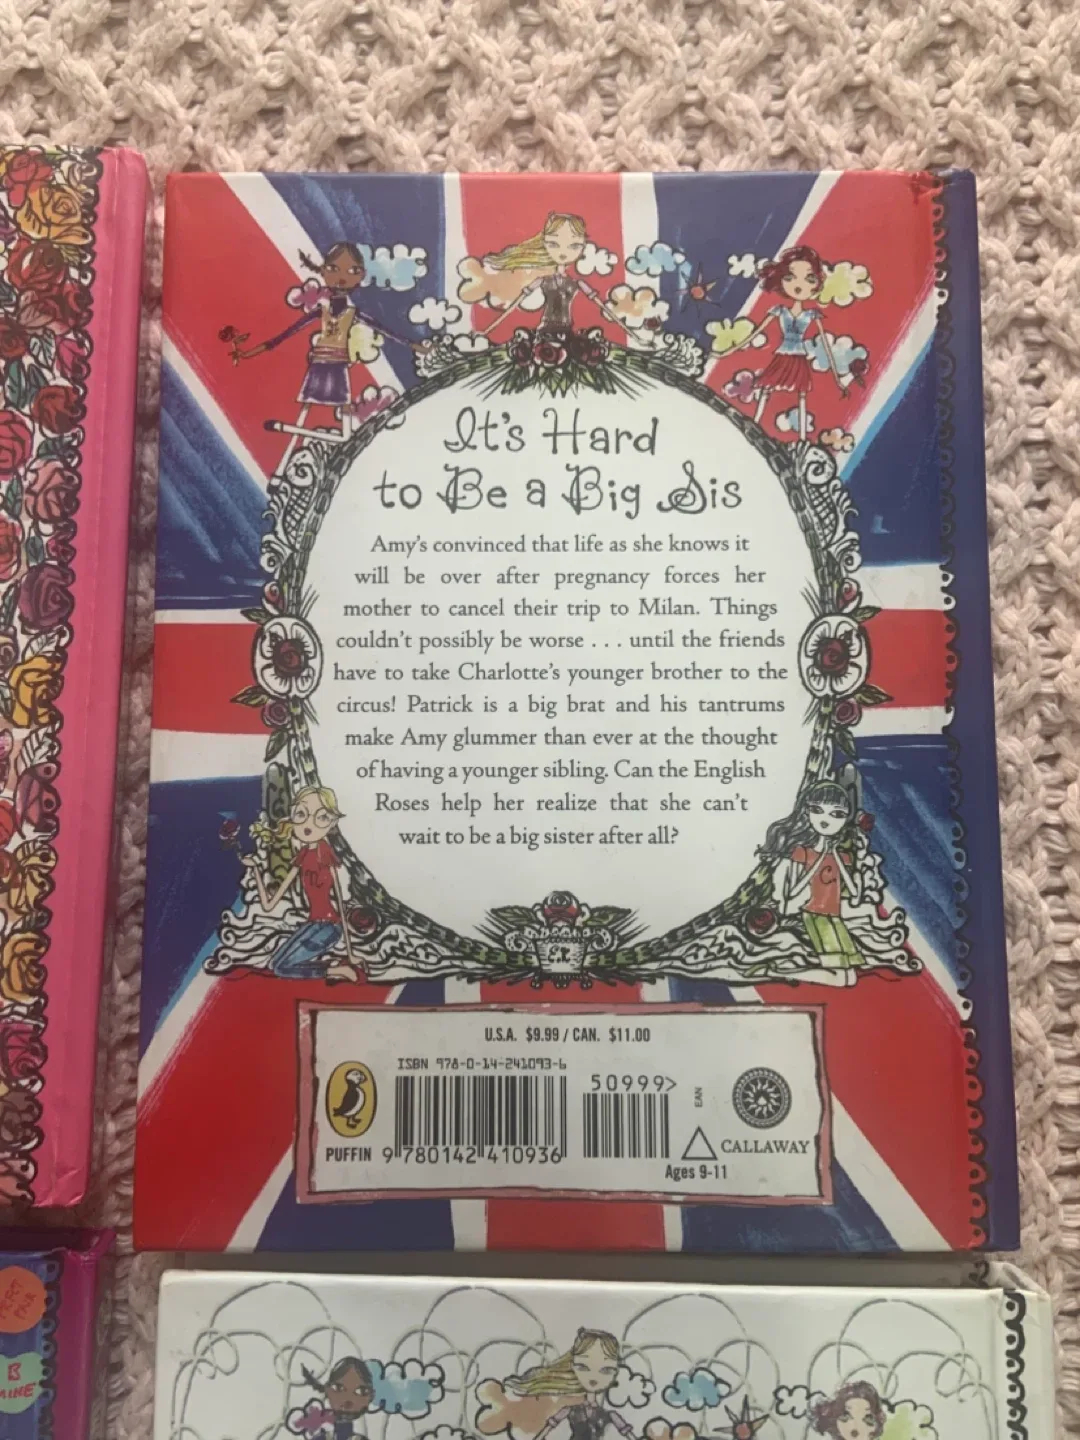 It's Hard
to Be a Big Sis
Amy's convinced that life as she knows it
will be over after pregnancy forces her
mother to cancel their trip to Milan. Things
couldn't possibly be worse . . . until the friends
have to take Charlotte's younger brother to the
circus! Patrick is a big brat and his tantrums
make Amy glummer than ever at the thought
of having a younger sibling. Can the English
Roses help her realize that she can't
wait to be a big sister after all?
m
C
ER
U.S.A. $9.99 / CAN. $11.00
ISBN 978-0-14-241093-6
50999>
EAN
PUFFIN
9 780142 410936
CALLAWAY
Ages 9-11
B
MINE